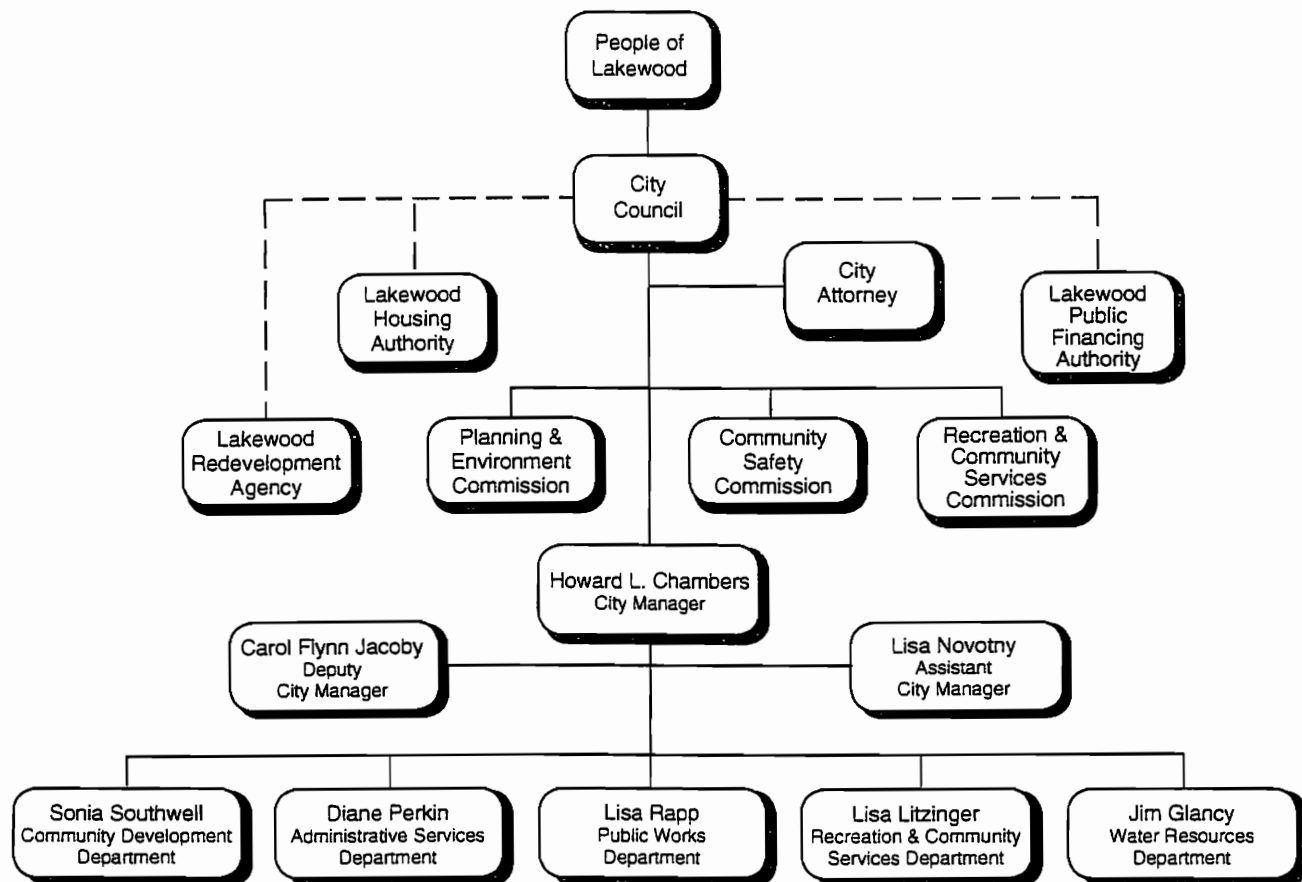 People of
Lakewood
City
Council
City
Attorney
Lakewood
Housing
Authority
Lakewood
Public
Financing
Authority
Lakewood
Redevelopment
Agency
Planning &
Environment
Commission
Community
Safety
Commission
Recreation &
Community
Services
Commission
Howard L. Chambers
City Manager
Carol Flynn Jacoby
Deputy
City Manager
Lisa Novotny
Assistant
City Manager
Sonia Southwell
Community Development
Department
Diane Perkin
Administrative Services
Department
Lisa Rapp
Public Works
Department
Lisa Litzinger
Recreation & Community
Services Department
Jim Glancy
Water Resources
Department